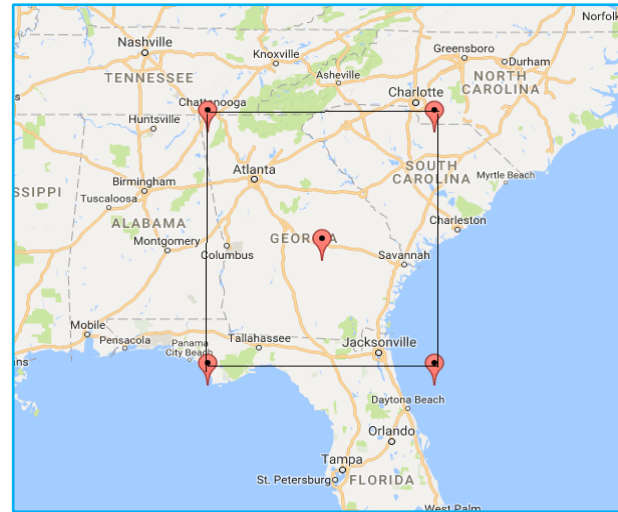 Norfolk
Nashville
Knoxville
Greensboro
Durham
TENNESSEE
Asheville
NORTH
CAROLINA
Charlotte
Chattanooga
Huntsville
Atlanta
SOUTH
CAROLINA
Myrtle Beach
SSIPPI
Birmingham
Tuscaloosa
ALABAMA
Charleston
GEORGIA
Montgomery
Columbus
Savannah
Mobile
Pensacola
Panama
City Beach
Tallahassee
Jacksonville
ns
Daytona Beach
Orlando
Tampa
St. Petersburg
FLORIDA
West Palm